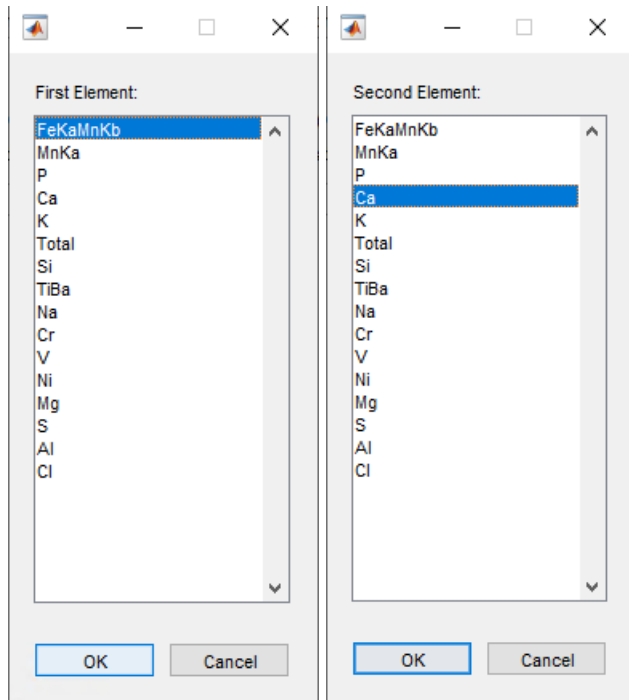 First Element:
FeKaMnKb
MnKa
P
Ca
K
Total
Si
TiBa
Na
Cr
V
Ni
Mg
S
Al
Cl
OK
Cancel
Second Element:
FeKaMnKb
MnKa
P
Ca
K
Total
Si
TiBa
Na
Cr
V
Ni
Mg
S
Al
Cl
OK
Cancel